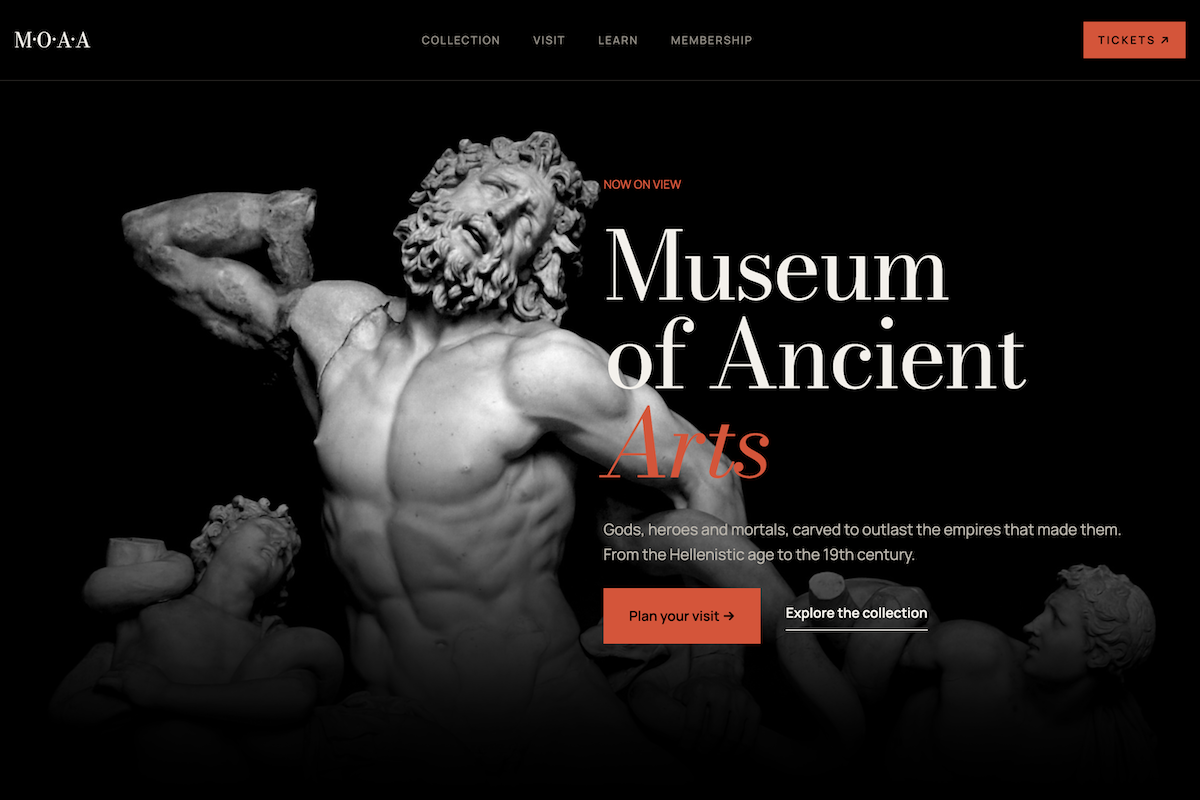 M·O·A·A
COLLECTION
VISIT
LEARN
MEMBERSHIP
TICKETS ↗
NOW ON VIEW
Museum
of Ancient
Arts
Gods, heroes and mortals, carved to outlast the empires that made them.
From the Hellenistic age to the 19th century.
Plan your visit →
Explore the collection